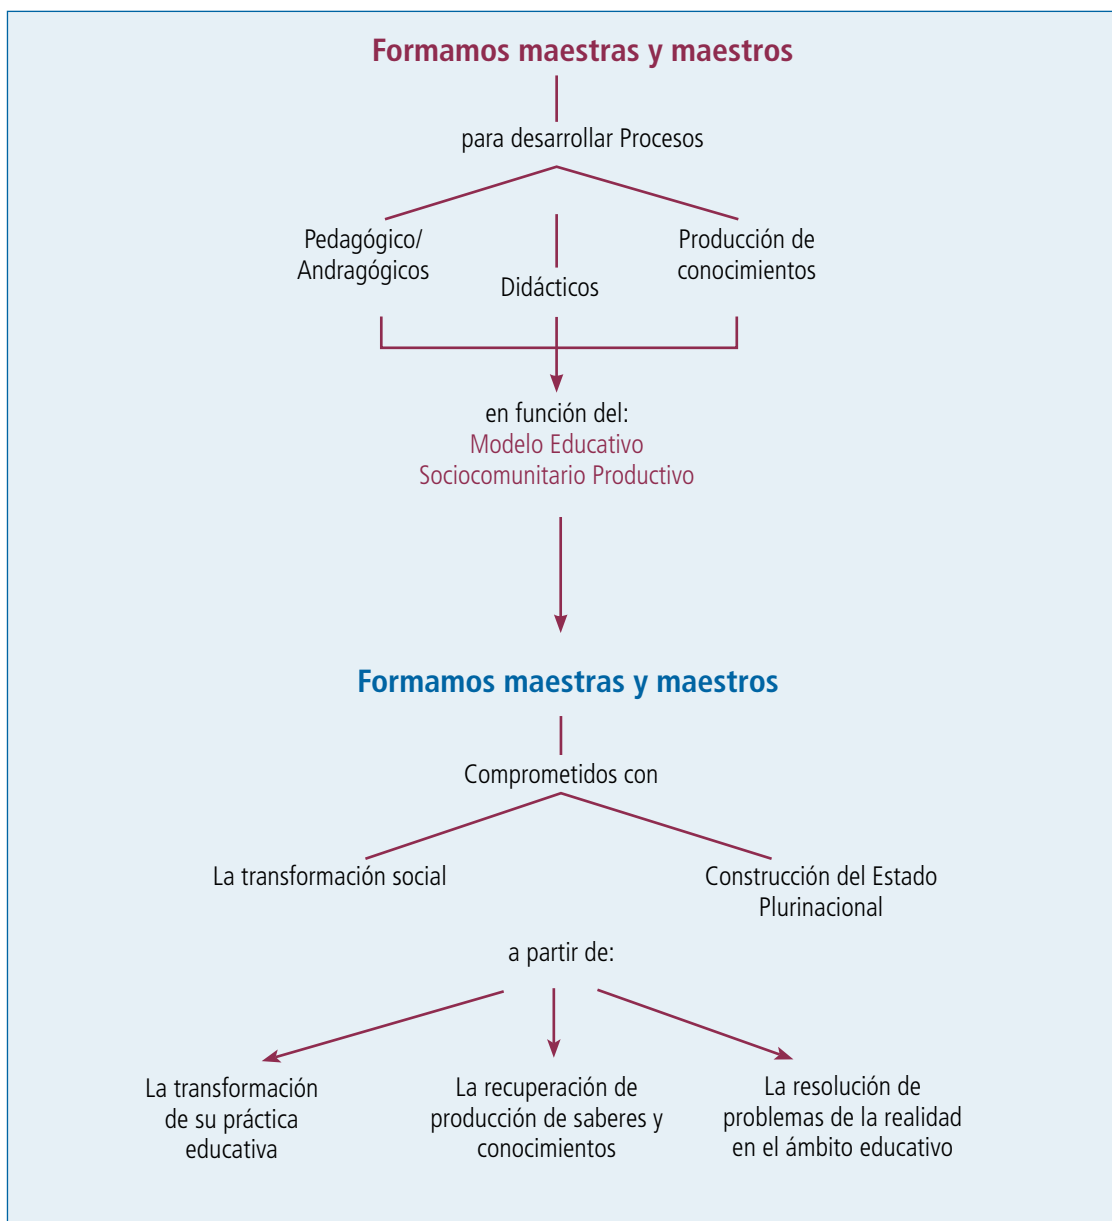 Formamos maestras y maestros
para desarrollar Procesos
Pedagógico/
Andragógicos
Didácticos
Producción de
conocimientos
en función del:
Modelo Educativo
Sociocomunitario Productivo
Formamos maestras y maestros
Comprometidos con
La transformación social
Construcción del Estado
Plurinacional
a partir de:
La transformación
de su práctica
educativa
La recuperación de
producción de saberes y
conocimientos
La resolución de
problemas de la realidad
en el ámbito educativo